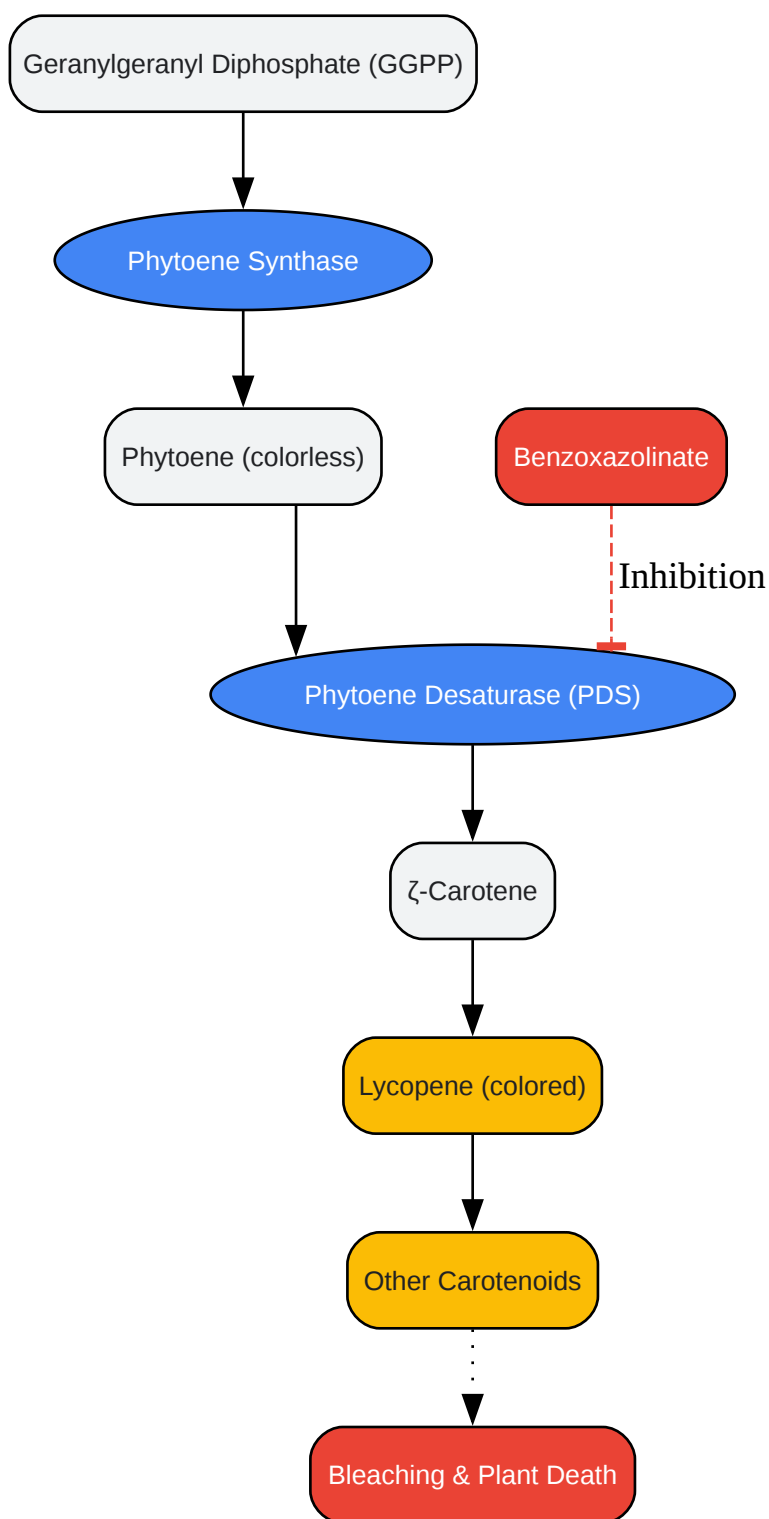 Geranylgeranyl Diphosphate (GGPP)
Phytoene Synthase
Phytoene (colorless)
Benzoxazolinate
Inhibition
Phytoene Desaturase (PDS)
ζ-Carotene
Lycopene (colored)
Other Carotenoids
Bleaching & Plant Death